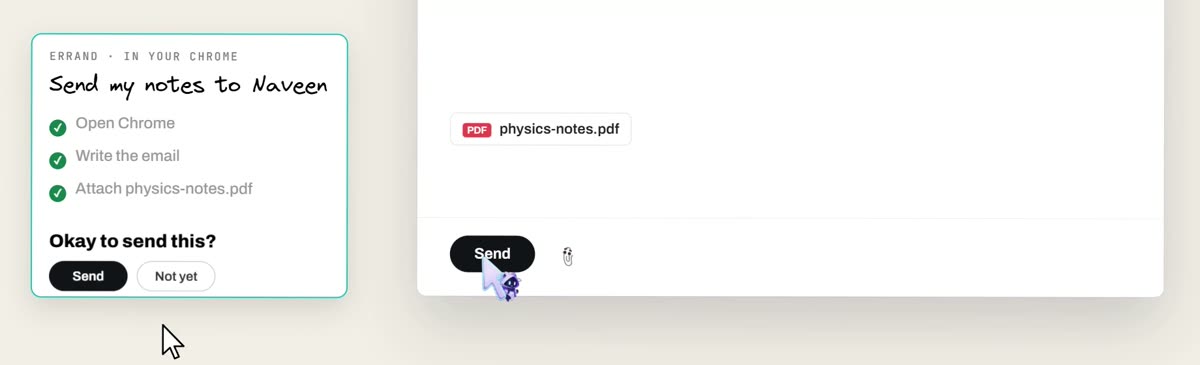 ERRAND · IN YOUR CHROME
Send my notes to Naveen
Open Chrome
Write the email
Attach physics-notes.pdf
Okay to send this?
Send
Not yet
PDF physics-notes.pdf
Send